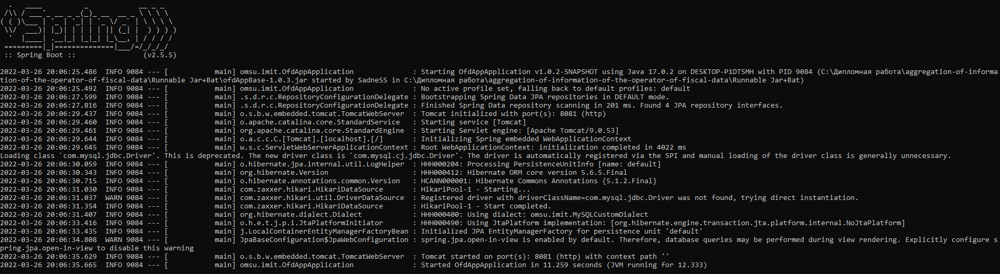 .   ____          _            __ _ _
 /\\ / ___'_ __ _ _(_)_ __  __ _ \ \ \ \
( ( )\___ | '_ | '_| | '_ \/ _` | \ \ \ \
 \\/  ___)| |_)| | | | | || (_| |  ) ) ) )
  '  |____| .__|_| |_|_| |_\__, | / / / /
 =========|_|==============|___/=/_/_/_/
 :: Spring Boot ::                (v2.5.5)

2022-03-26 20:06:25.486  INFO 9084 --- [           main] omsu.imit.OfdAppApplication              : Starting OfdAppApplication v1.0.2-SNAPSHOT using Java 17.0.2 on DESKTOP-P1DT5MH with PID 9084 (C:\Дипломная работа\aggregation-of-informa
tion-of-the-operator-of-fiscal-data\Runnable Jar+Bat\ofdAppBase-1.0.3.jar started by SadneSS in C:\Дипломная работа\aggregation-of-information-of-the-operator-of-fiscal-data\Runnable Jar+Bat)
2022-03-26 20:06:25.492  INFO 9084 --- [           main] omsu.imit.OfdAppApplication              : No active profile set, falling back to default profiles: default
2022-03-26 20:06:27.599  INFO 9084 --- [           main] .s.d.r.c.RepositoryConfigurationDelegate : Bootstrapping Spring Data JPA repositories in DEFAULT mode.
2022-03-26 20:06:27.816  INFO 9084 --- [           main] .s.d.r.c.RepositoryConfigurationDelegate : Finished Spring Data repository scanning in 201 ms. Found 4 JPA repository interfaces.
2022-03-26 20:06:29.437  INFO 9084 --- [           main] o.s.b.w.embedded.tomcat.TomcatWebServer  : Tomcat initialized with port(s): 8081 (http)
2022-03-26 20:06:29.460  INFO 9084 --- [           main] o.apache.catalina.core.StandardService   : Starting service [Tomcat]
2022-03-26 20:06:29.461  INFO 9084 --- [           main] org.apache.catalina.core.StandardEngine  : Starting Servlet engine: [Apache Tomcat/9.0.53]
2022-03-26 20:06:29.644  INFO 9084 --- [           main] o.a.c.c.C.[Tomcat].[localhost].[/]       : Initializing Spring embedded WebApplicationContext
2022-03-26 20:06:29.645  INFO 9084 --- [           main] w.s.c.ServletWebServerApplicationContext : Root WebApplicationContext: initialization completed in 4022 ms
Loading class `com.mysql.jdbc.Driver'. This is deprecated. The new driver class is `com.mysql.cj.jdbc.Driver'. The driver is automatically registered via the SPI and manual loading of the driver class is generally unnecessary.
2022-03-26 20:06:30.059  INFO 9084 --- [           main] o.hibernate.jpa.internal.util.LogHelper  : HHH000204: Processing PersistenceUnitInfo [name: default]
2022-03-26 20:06:30.343  INFO 9084 --- [           main] org.hibernate.Version                    : HHH000412: Hibernate ORM core version 5.6.5.Final
2022-03-26 20:06:30.715  INFO 9084 --- [           main] o.hibernate.annotations.common.Version   : HCANN000001: Hibernate Commons Annotations {5.1.2.Final}
2022-03-26 20:06:31.030  INFO 9084 --- [           main] com.zaxxer.hikari.HikariDataSource       : HikariPool-1 - Starting...
2022-03-26 20:06:31.037  WARN 9084 --- [           main] com.zaxxer.hikari.util.DriverDataSource  : Registered driver with driverClassName=com.mysql.jdbc.Driver was not found, trying direct instantiation.
2022-03-26 20:06:31.354  INFO 9084 --- [           main] com.zaxxer.hikari.HikariDataSource       : HikariPool-1 - Start completed.
2022-03-26 20:06:31.407  INFO 9084 --- [           main] org.hibernate.dialect.Dialect            : HHH000400: Using dialect: omsu.imit.MySQLCustomDialect
2022-03-26 20:06:33.416  INFO 9084 --- [           main] o.h.e.t.j.p.i.JtaPlatformInitiator       : HHH000490: Using JtaPlatform implementation: [org.hibernate.engine.transaction.jta.platform.internal.NoJtaPlatform]
2022-03-26 20:06:33.435  INFO 9084 --- [           main] j.LocalContainerEntityManagerFactoryBean : Initialized JPA EntityManagerFactory for persistence unit 'default'
2022-03-26 20:06:34.808  WARN 9084 --- [           main] JpaBaseConfiguration$JpaWebConfiguration : spring.jpa.open-in-view is enabled by default. Therefore, database queries may be performed during view rendering. Explicitly configure s
pring.jpa.open-in-view to disable this warning
2022-03-26 20:06:35.629  INFO 9084 --- [           main] o.s.b.w.embedded.tomcat.TomcatWebServer  : Tomcat started on port(s): 8081 (http) with context path ''
2022-03-26 20:06:35.665  INFO 9084 --- [           main] omsu.imit.OfdAppApplication              : Started OfdAppApplication in 11.259 seconds (JVM running for 12.333)